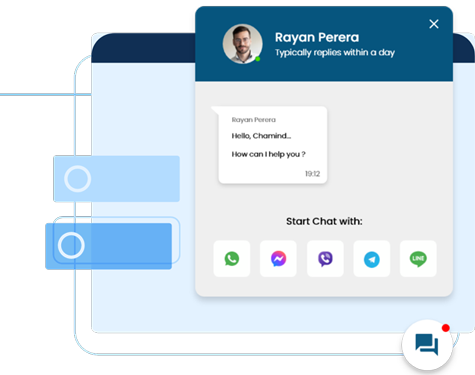 Rayan Perera
Typically replies within a day
Rayan Perera
Hello, Chamind...
How can I help you ?
19:12
Start Chat with:
LINE